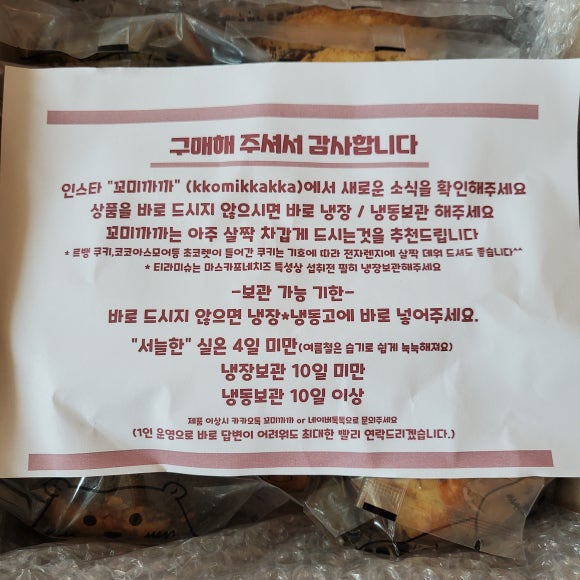 구매해 주셔서 감사합니다
인스타 "꼬미까까" (kkomikkakka)에서 새로운 소식을 확인해주세요
상품을 바로 드시지 않으시면 바로 냉장 / 냉동보관 해주세요
꼬미까까는 아주 살짝 차갑게 드시는것을 추천드립니다
* 르뱅 쿠키,코코아스모어등 초코렛이 들어간 쿠키는 기호에 따라 전자렌지에 살짝 데워 드셔도 좋습니다^^
* 티라미슈는 마스카포네치즈 특성상 섭취전 필히 냉장보관해주세요
-보관 가능 기한-
바로 드시지 않으면 냉장*냉동고에 바로 넣어주세요.
"서늘한" 실온 4일 미만(여름철은 습기로 쉽게 눅눅해져요)
냉장보관 10일 미만
냉동보관 10일 이상
제품 이상시 카카오톡 꼬미까까 or 네이버톡톡으로 문의주세요
(1인 운영으로 바로 답변이 어려워도 최대한 빨리 연락드리겠습니다.)